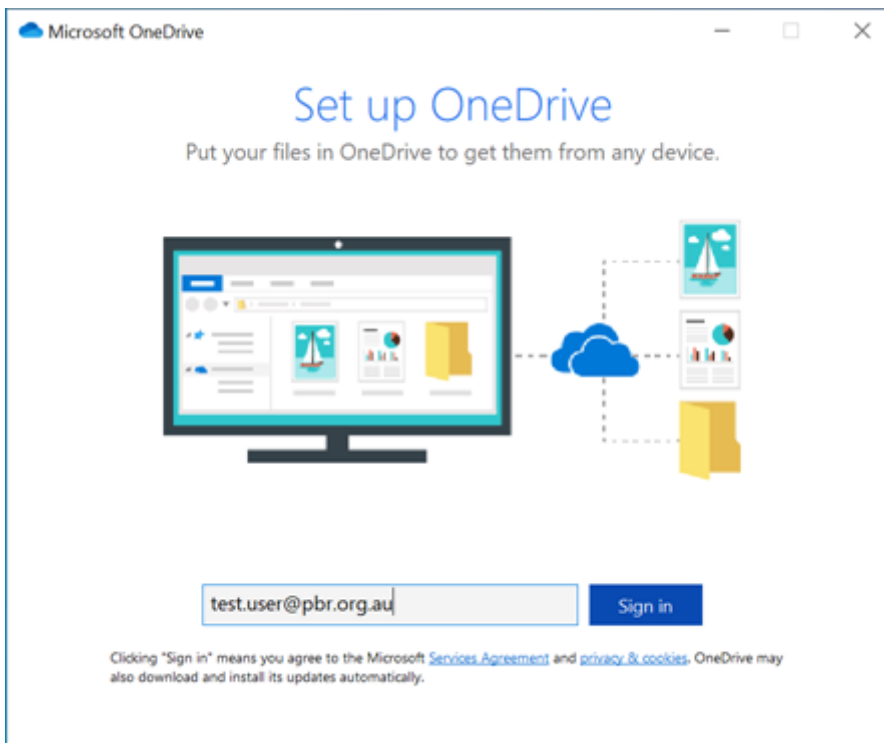 Microsoft OneDrive
Set up OneDrive
Put your files in OneDrive to get them from any device.
test.user@pbr.org.au
Sign in
Clicking "Sign in" means you agree to the Microsoft Services Agreement and privacy & cookies. OneDrive may
also download and install its updates automatically.